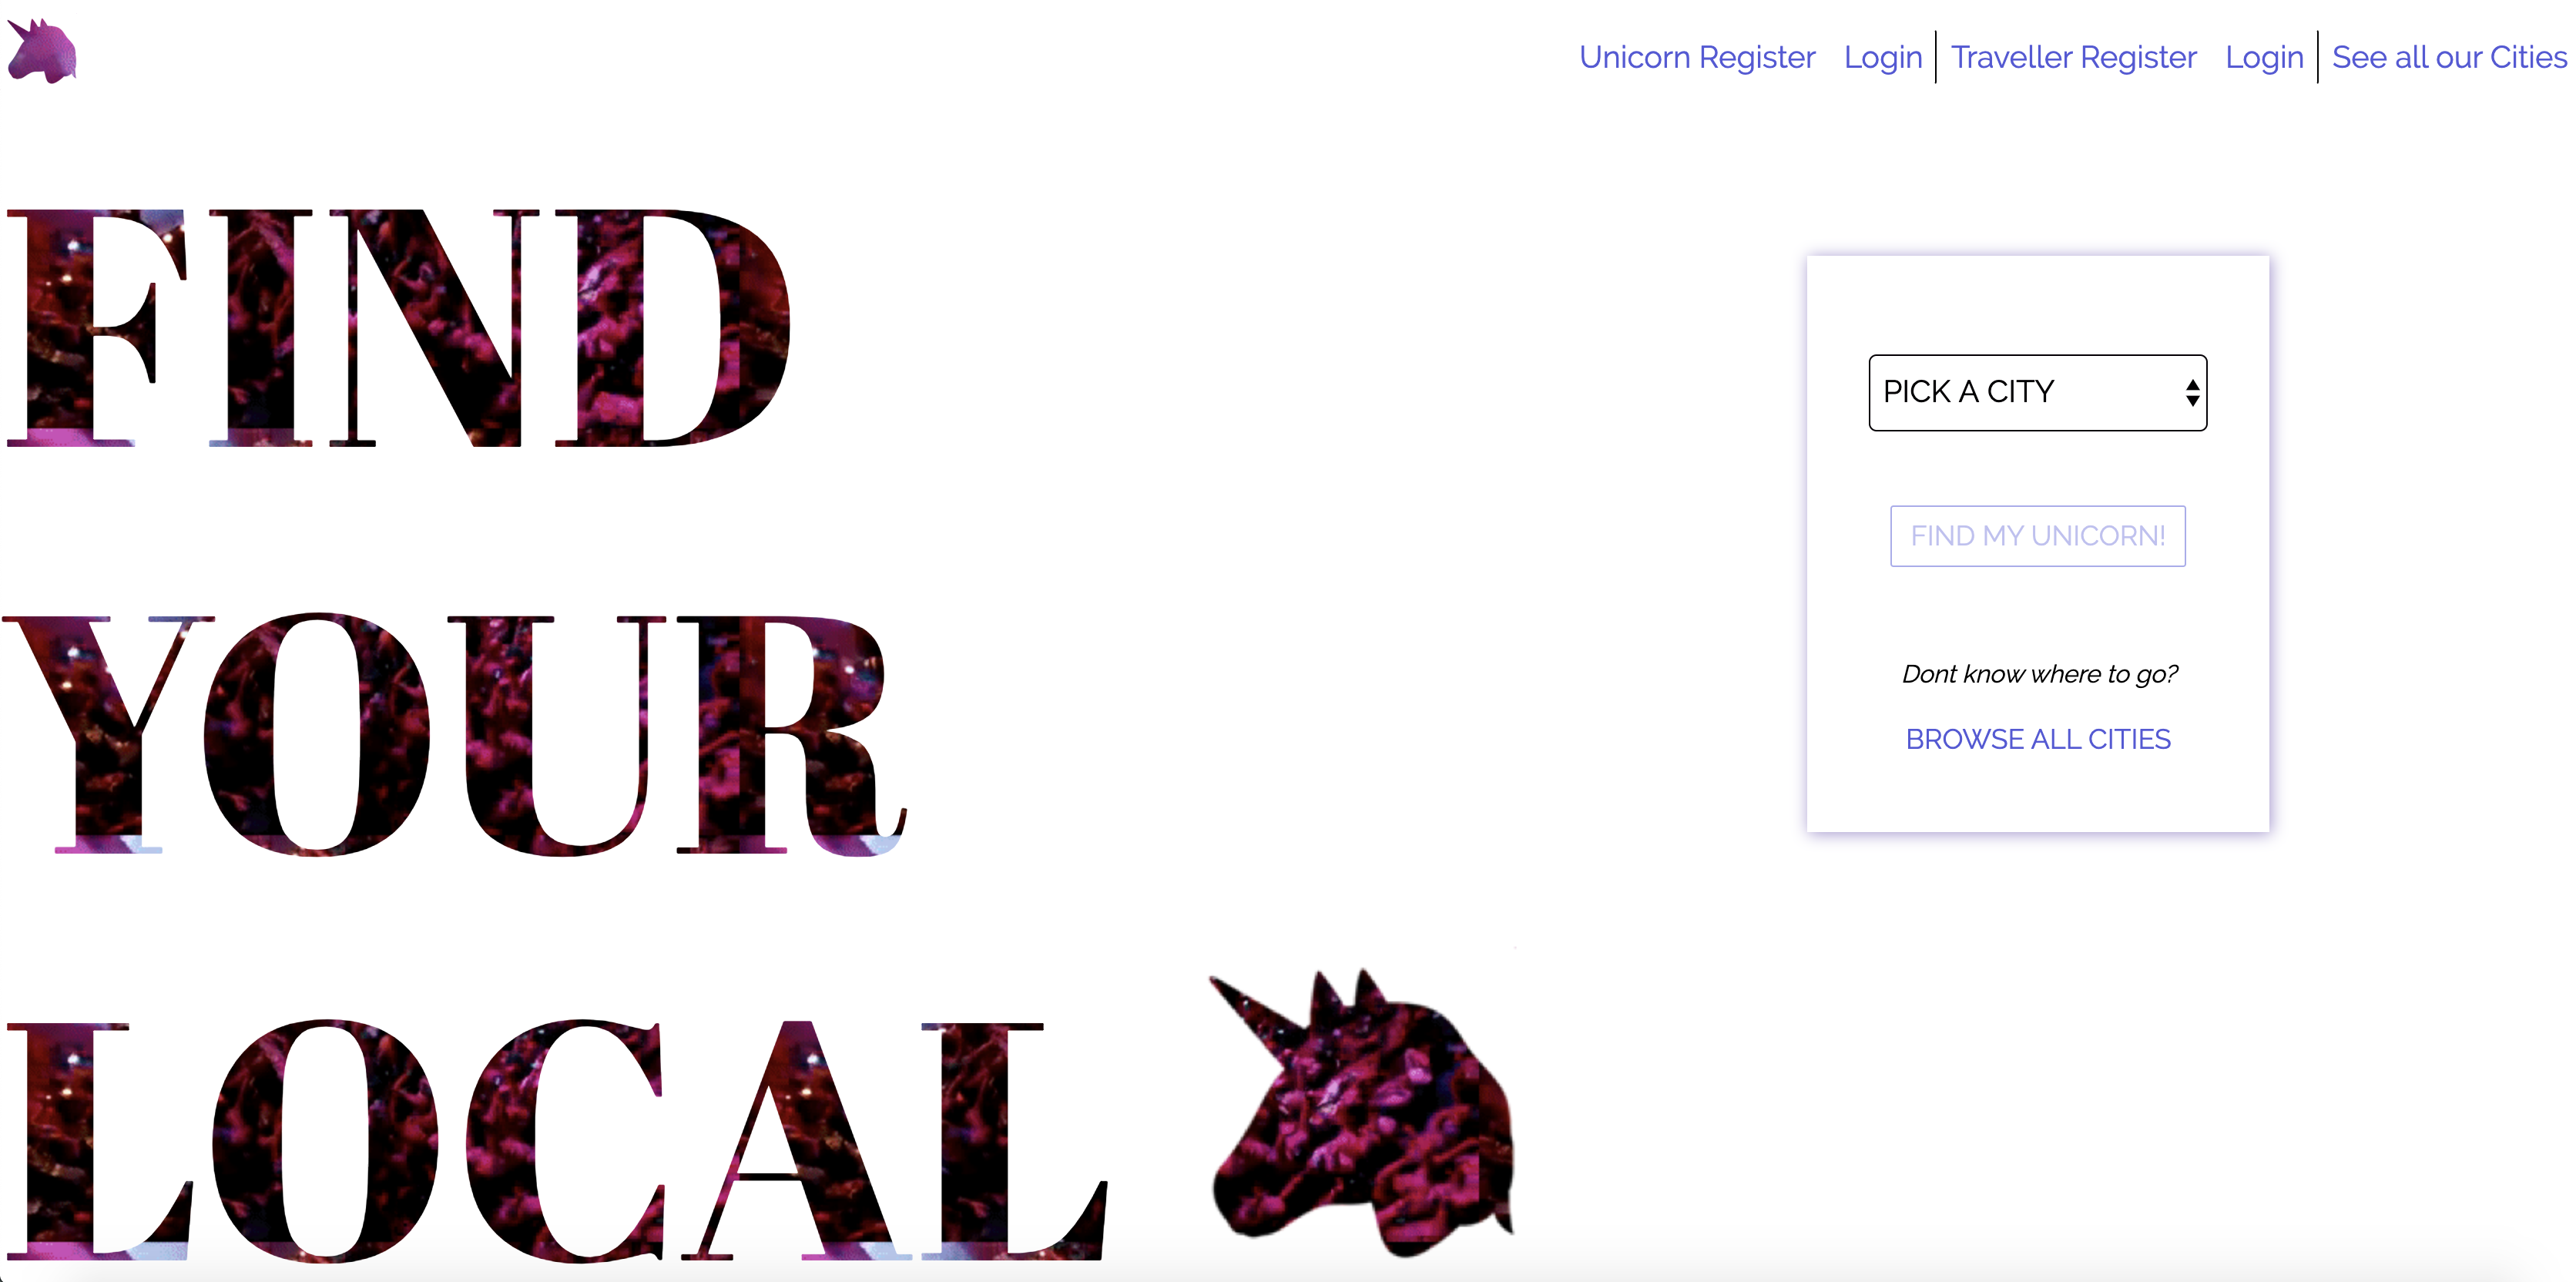 Unicorn Register Login Traveller Register Login See all our Cities
FIND
YOUR
LOCAL
PICK A CITY
FIND MY UNICORN!
Dont know where to go?
BROWSE ALL CITIES